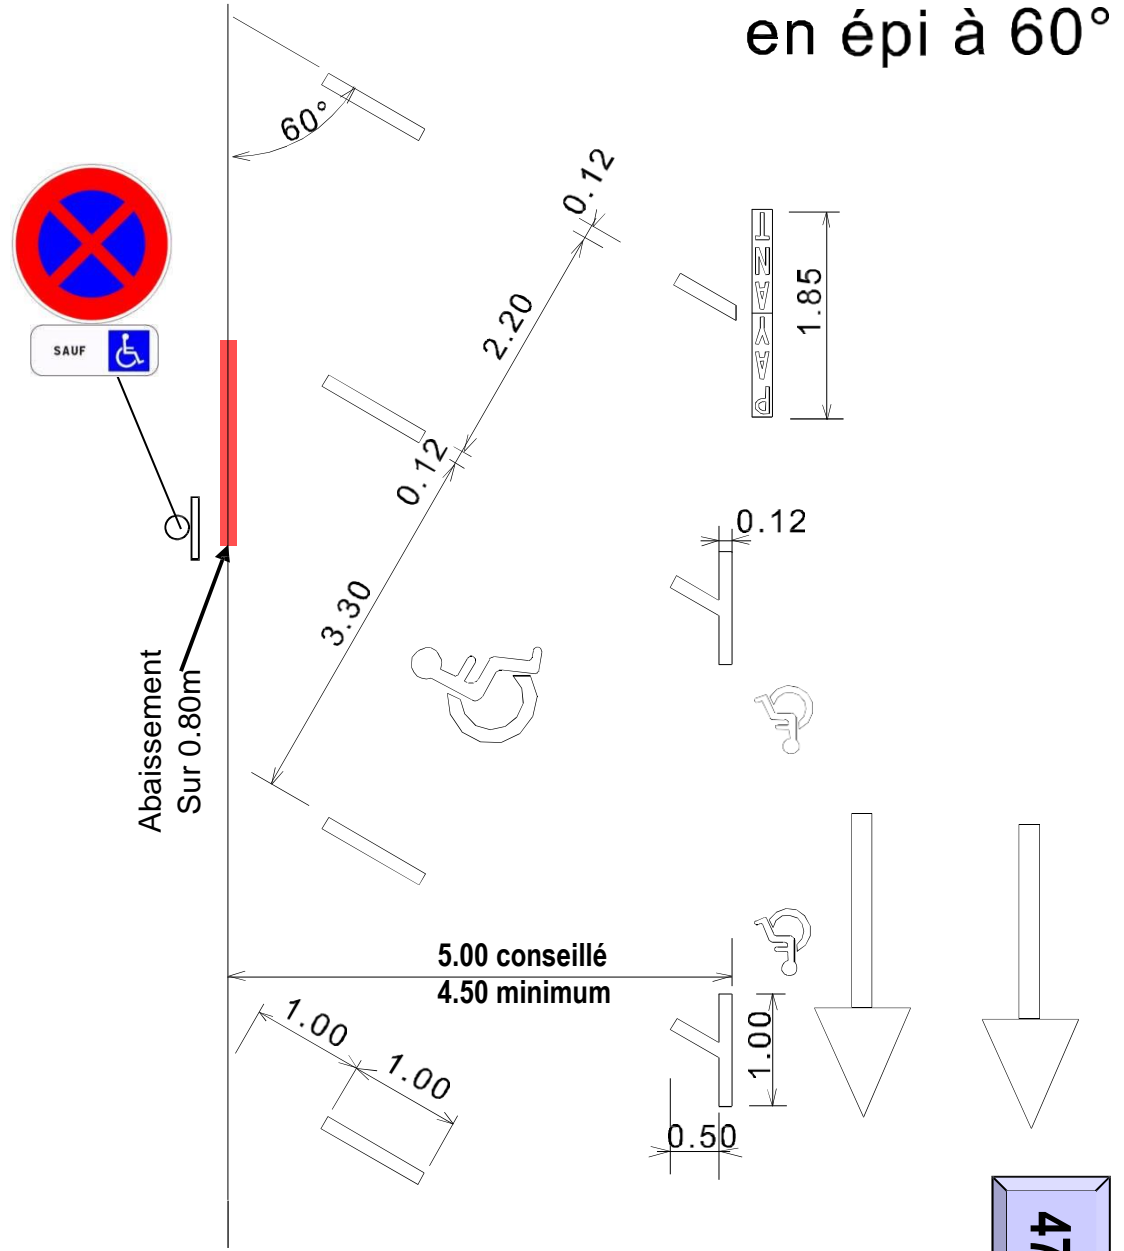 en épi à 60°
60°
0.12
2.20
0.12
3.30
SAUF
PAYANT
1.85
0.12
Abaissement
Sur 0.80m
5.00 conseillé
4.50 minimum
1.00
1.00
1.00
0.50
47